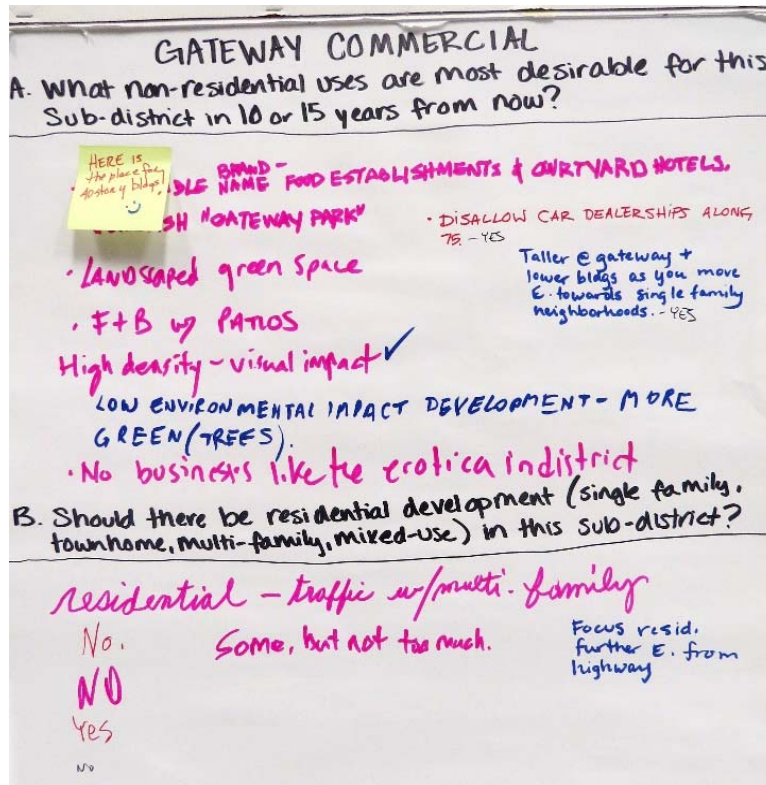 GATEWAY COMMERCIAL
A. What non-residential uses are most desirable for this
Sub-district in 10 or 15 years from now?
HERE IS
the place for
40 story bldgs!
BRAND-
DLE NAME FOOD ESTABLISHMENTS & COURTYARD HOTELS.
SH "GATEWAY PARK"
· DISALLOW CAR DEALERSHIPS ALONG
75. - YES
· LANDSCAPED green Space
Taller @ gateway +
lower bldgs as you move
E. towards single family
neighborhoods. - YES
· F+B w/ PATIOS
High density - visual impact ✓
LOW ENVIRONMENTAL IMPACT DEVELOPMENT - MORE
GREEN (TREES).
· No business like the erotica in district
B. Should there be residential development (single family,
townhome, multi-family, mixed-use) in this sub-district?
residential - traffic w/multi-family
No.
Some, but not too much.
Focus resid.
further E. from
highway
NO
Yes
NO